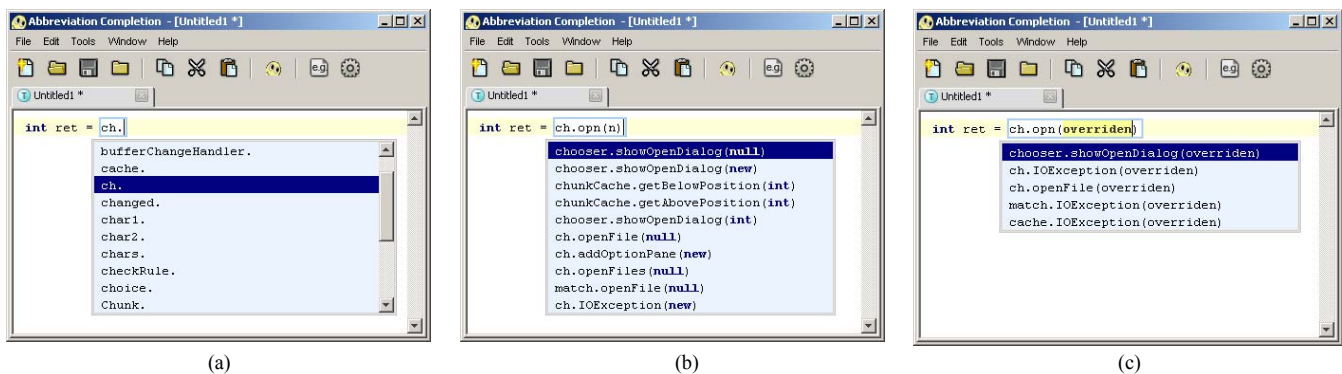 Abbreviation Completion - [Untitled1 *]
File Edit Tools Window Help
e.g
T Untitled1 *
int ret = ch.
bufferChangeHandler.
cache.
ch.
changed.
char1.
char2.
chars.
checkRule.
choice.
Chunk.
(a)
Abbreviation Completion - [Untitled1 *]
File Edit Tools Window Help
e.g
T Untitled1 *
int ret = ch.opn(n)
chooser.showOpenDialog(null)
chooser.showOpenDialog(new)
chunkCache.getBelowPosition(int)
chunkCache.getAbovePosition(int)
chooser.showOpenDialog(int)
ch.openFile(null)
ch.addOptionPane(new)
ch.openFiles(null)
match.openFile(null)
ch.IOException(new)
(b)
Abbreviation Completion - [Untitled1 *]
File Edit Tools Window Help
e.g
T Untitled1 *
int ret = ch.opn(overriden)
chooser.showOpenDialog(overriden)
ch.IOException(overriden)
ch.openFile(overriden)
match.IOException(overriden)
cache.IOException(overriden)
(c)